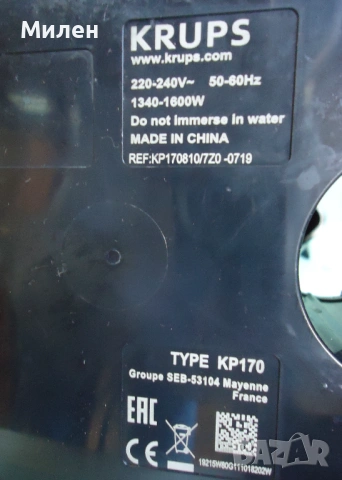 Милен
KRUPS
www.krups.com
220-240V~ 50-60Hz
1340-1600W
Do not immerse in water
MADE IN CHINA
REF:KP170810/7Z0 -0719
TYPE KP170
Groupe SEB-53104 Mayenne
France
EAC
CE
BAZAR